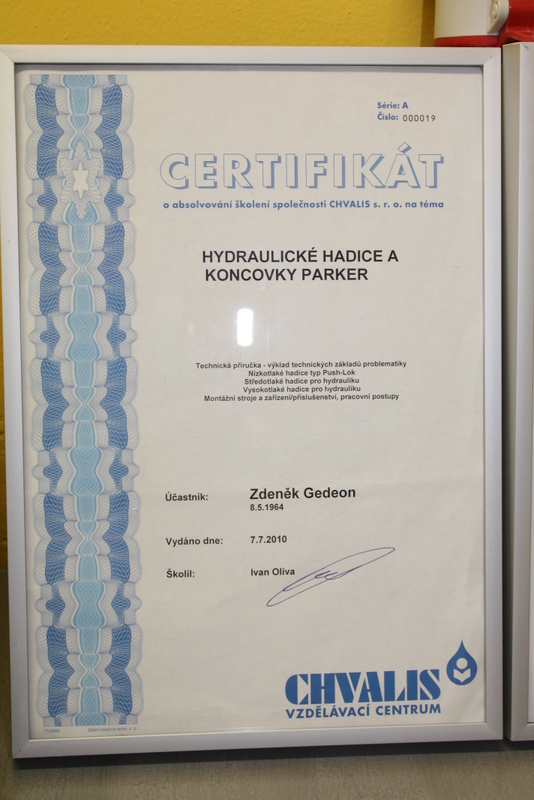 Série: A
Číslo: 000019
CERTIFIKÁT
o absolvování školení společnosti CHVALIS s. r. o. na téma
HYDRAULICKÉ HADICE A
KONCOVKY PARKER
Technická příručka - výklad technických základů problematiky
Nízkotlaké hadice typ Push-Lok
Středotlaké hadice pro hydrauliku
Vysokotlaké hadice pro hydrauliku
Montážní stroje a zařízení/příslušenství, pracovní postupy
Účastník: Zdeněk Gedeon
8.5.1964
Vydáno dne: 7.7.2010
Školil: Ivan Oliva
CHVALIS
VZDĚLÁVACÍ CENTRUM